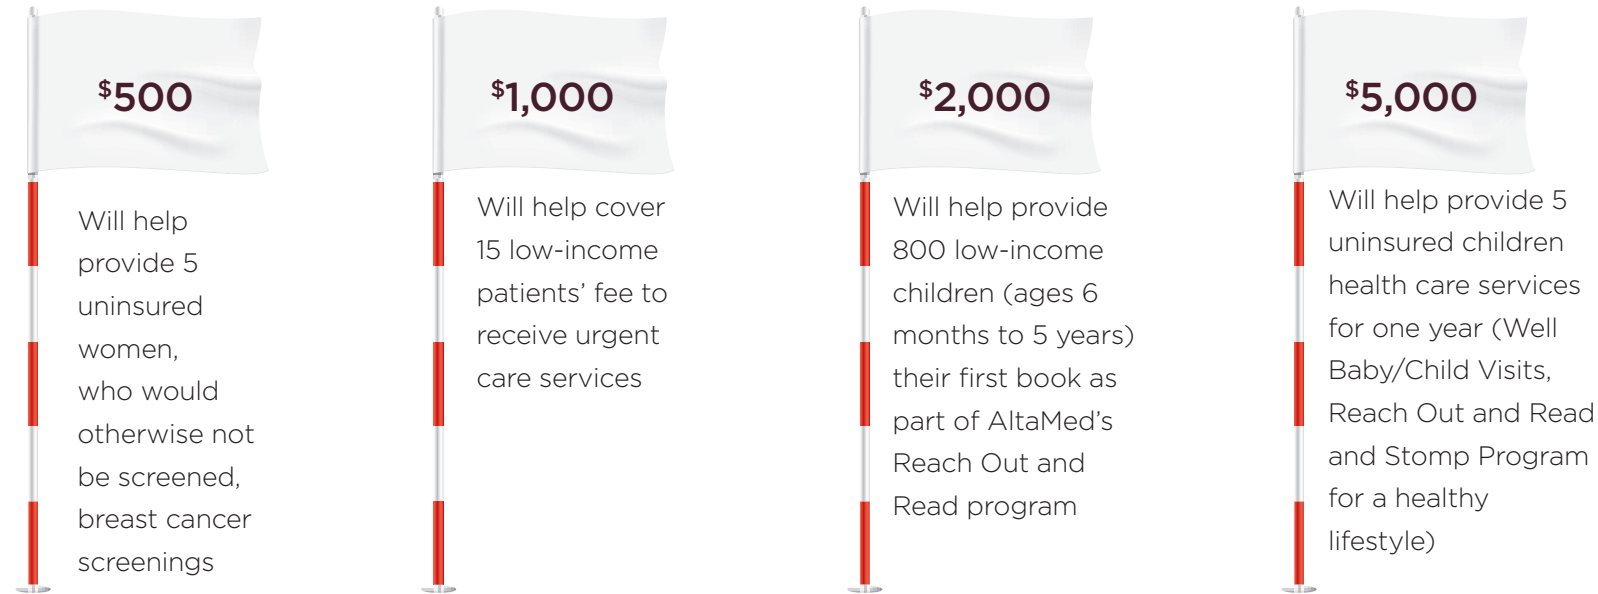 $500
Will help
provide 5
uninsured
women,
who would
otherwise not
be screened,
breast cancer
screenings
$1,000
Will help cover
15 low-income
patients’ fee to
receive urgent
care services
$2,000
Will help provide
800 low-income
children (ages 6
months to 5 years)
their first book as
part of AltaMed’s
Reach Out and
Read program
$5,000
Will help provide 5
uninsured children
health care services
for one year (Well
Baby/Child Visits,
Reach Out and Read
and Stomp Program
for a healthy
lifestyle)